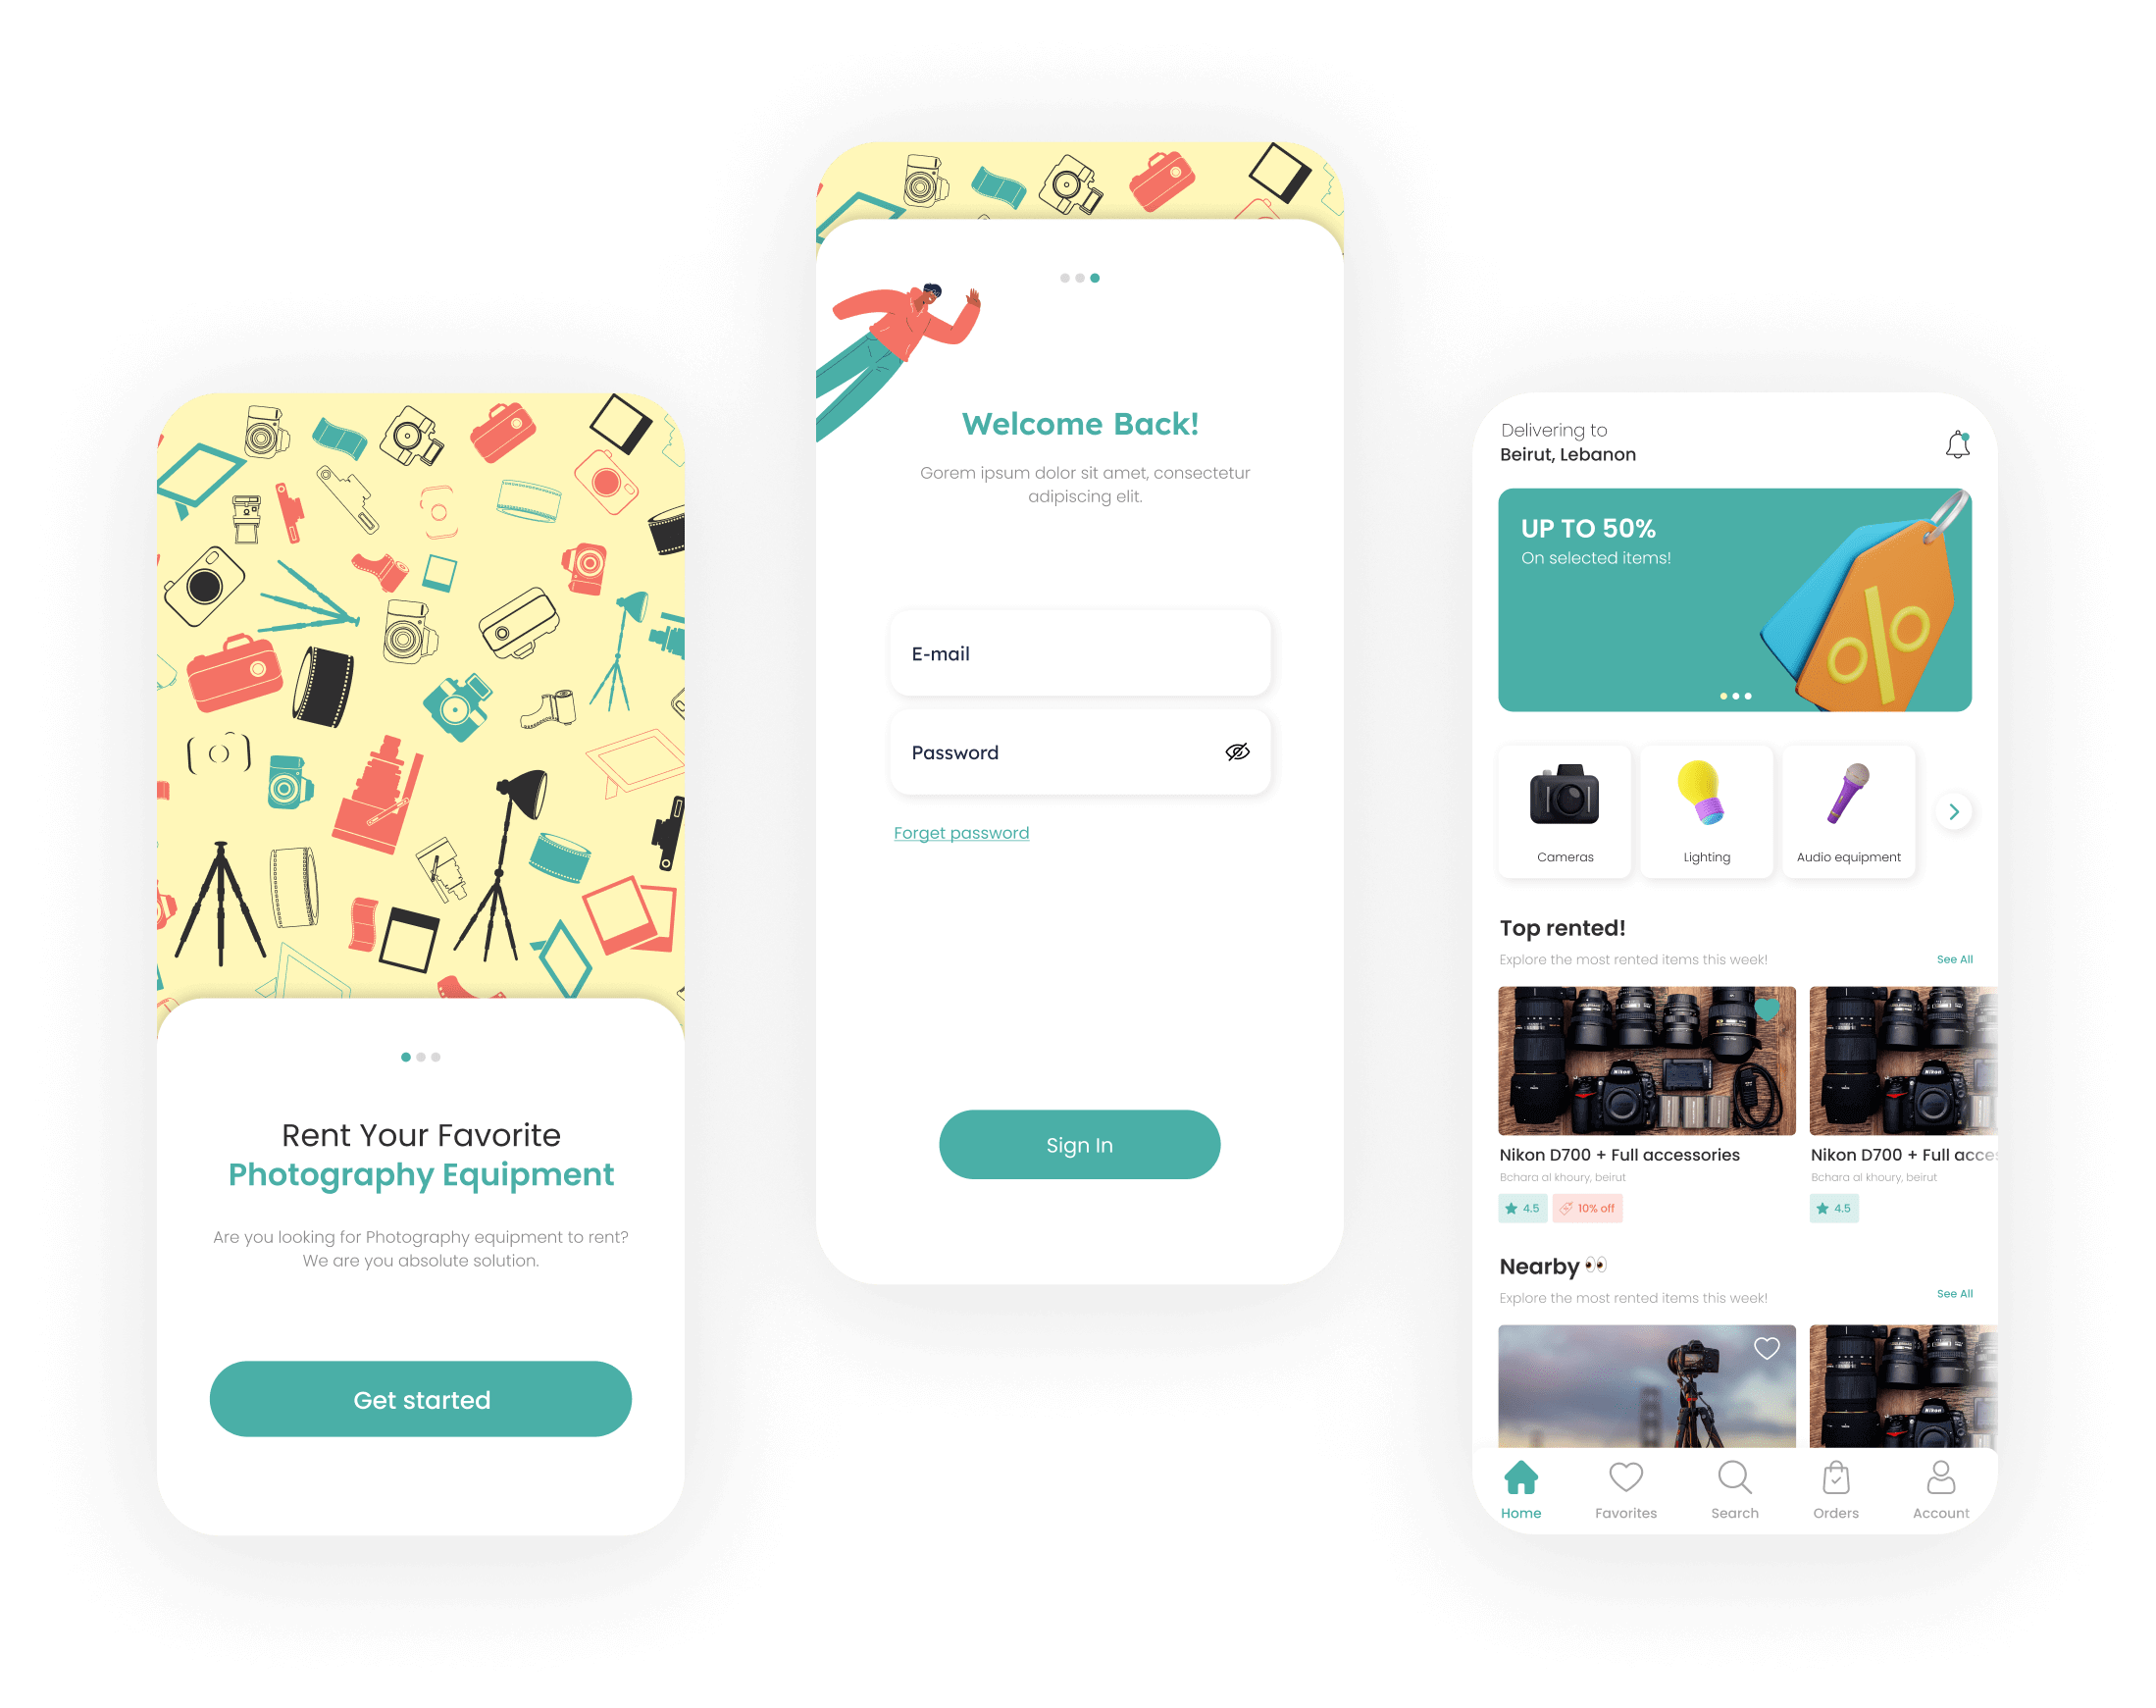 Rent Your Favorite
Photography Equipment
Are you looking for Photography equipment to rent?
We are you absolute solution.
Get started
Welcome Back!
Gorem ipsum dolor sit amet, consectetur
adipiscing elit.
E-mail
Password
Forget password
Sign In
Delivering to
Beirut, Lebanon
UP TO 50%
On selected items!
%
Cameras
Lighting
Audio equipment
Top rented!
Explore the most rented items this week!
See All
Nikon
Nikon
Nikon D700 + Full accessories
Nikon D700 + Full acces
Bchara al khoury, beirut
Bchara al khoury, beirut
4.5
10% off
4.5
Nearby 👀
Explore the most rented items this week!
See All
Nikon
Home
Favorites
Search
Orders
Account